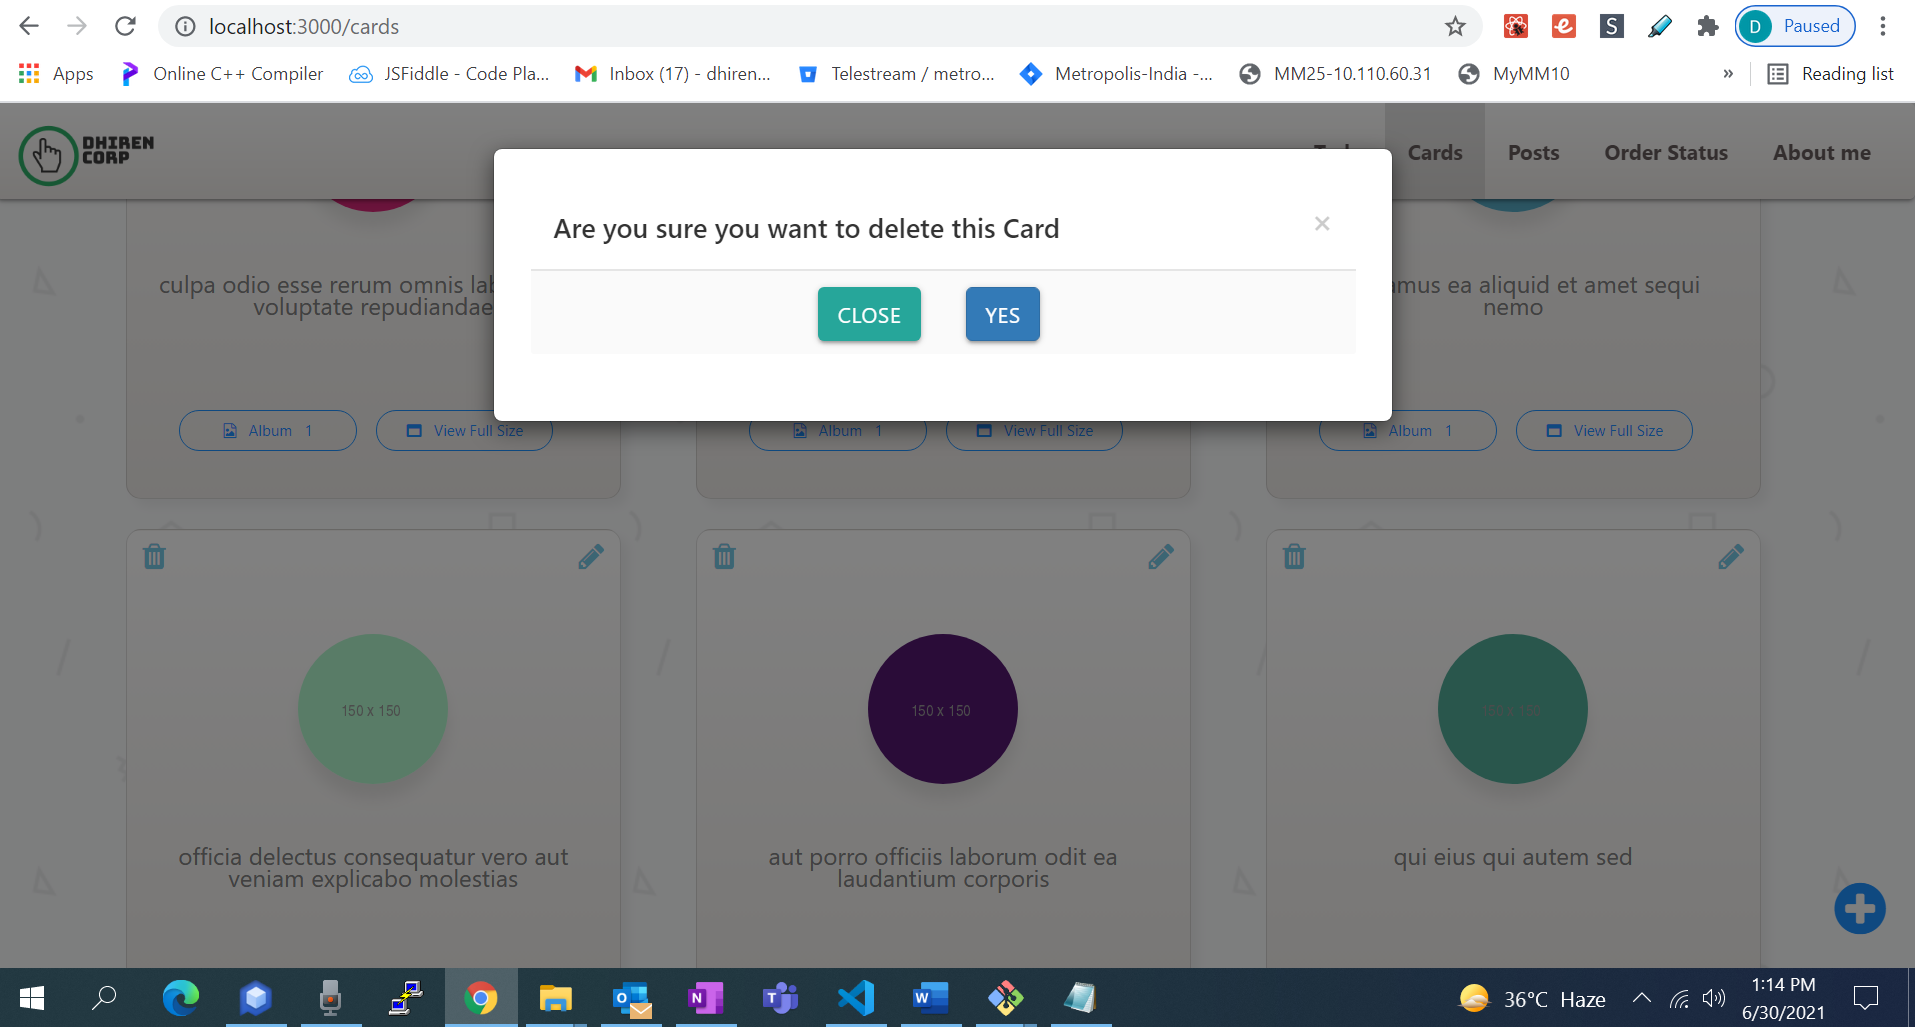 localhost:3000/cards
D Paused
Apps
Online C++ Compiler
JSFiddle - Code Pla...
Inbox (17) - dhiren...
Telestream / metro...
Metropolis-India -...
MM25-10.110.60.31
MyMM10
»
Reading list
DHIREN
CORP
Cards
Posts
Order Status
About me
Are you sure you want to delete this Card
×
CLOSE
YES
culpa odio esse rerum omnis
voluptate repudiandae
ea aliquid et amet sequi
nemo
Album 1
View Full Size
Album 1
View Full Size
Album 1
View Full Size
150 x 150
150 x 150
150 x 150
officia delectus consequatur vero aut
veniam explicabo molestias
aut porro officiis laborum odit ea
laudantium corporis
qui eius qui autem sed
36°C Haze
1:14 PM
6/30/2021